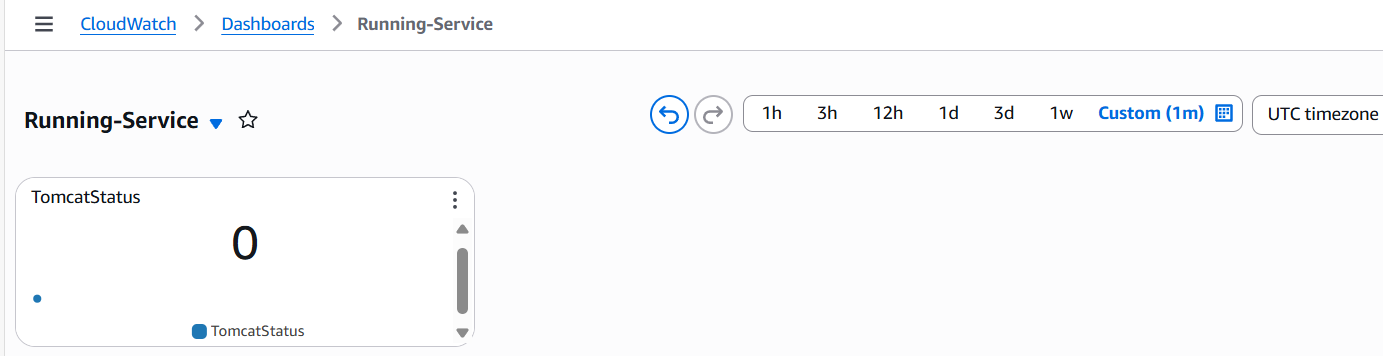 CloudWatch > Dashboards > Running-Service
Running-Service
1h 3h 12h 1d 3d 1w Custom (1m)
UTC timezone
TomcatStatus
0
TomcatStatus